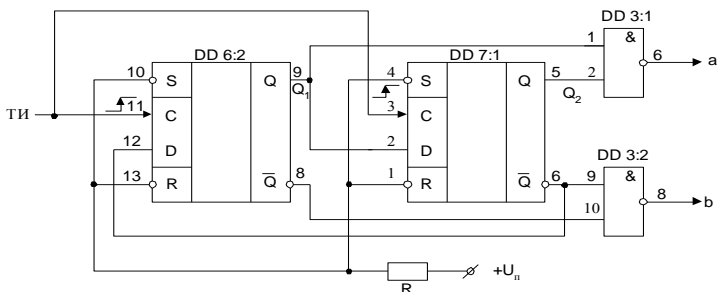 DD 3:1
DD 6:2
DD 7:1
1
&
6
a
10
S
Q
9
Q1
4
S
Q
5
Q2
2
ТИ
11
C
3
C
DD 3:2
12
D
2
D
9
&
8
b
13
R
Q̅
8
1
R
Q̅
6
10
R
+Uп